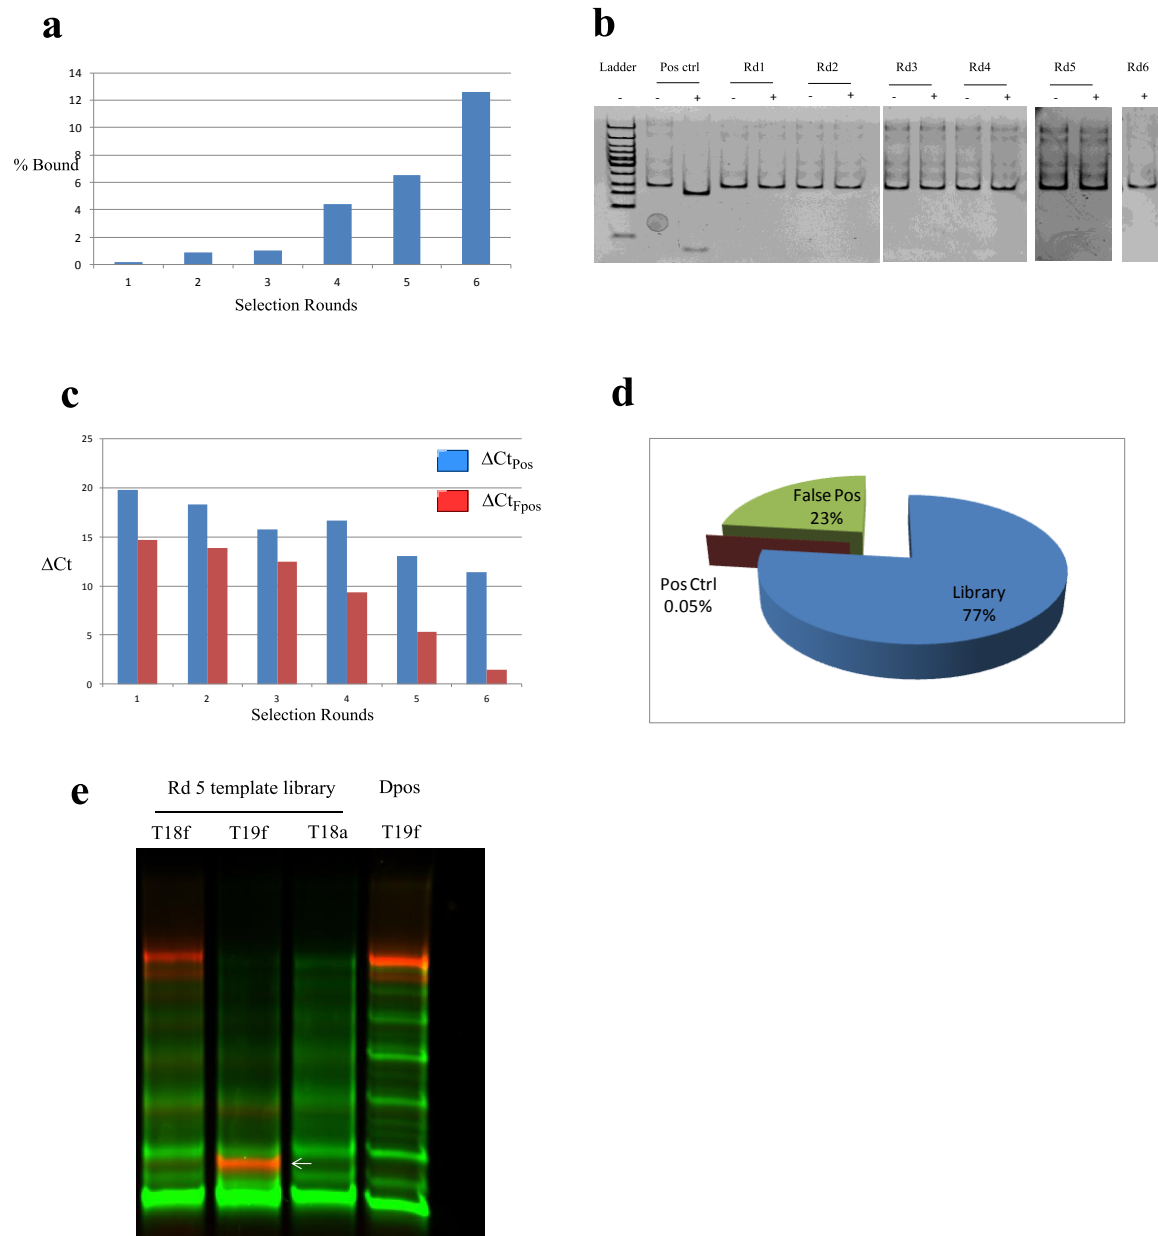 a
14
12
10
8
% Bound
6
4
2
0
1 2 3 4 5 6
Selection Rounds
b
Ladder Pos ctrl Rd1 Rd2 Rd3 Rd4 Rd5 Rd6
- - + - + - + - + - + - + +
c
25
20
15
10
5
0
ΔCt
ΔCtPos
ΔCtFpos
1 2 3 4 5 6
Selection Rounds
d
False Pos
23%
Pos Ctrl
0.05%
Library
77%
e
Rd 5 template library Dpos
T18f T19f T18a T19f